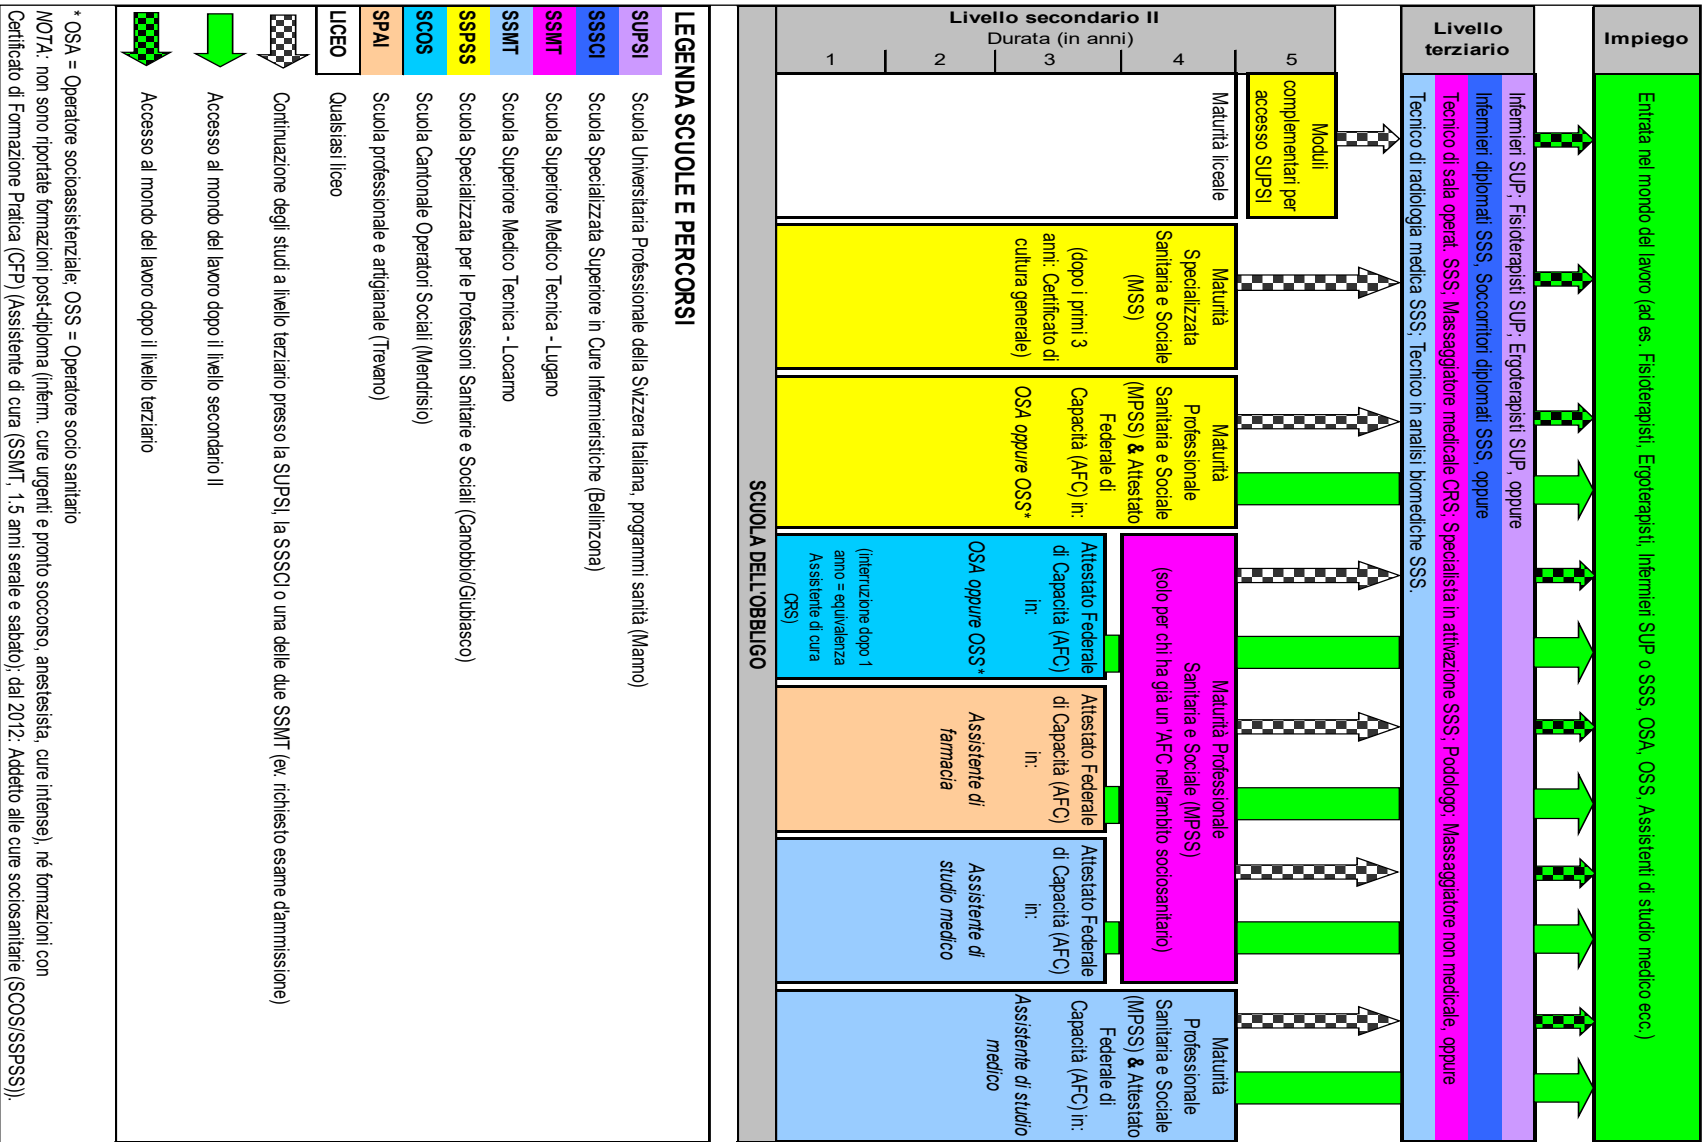 Impiego
Entrata nel mondo del lavoro (ad es. Fisioterapisti, Ergoterapisti, Infermieri SUP o SSS, OSA, OSS, Assistenti di studio medico ecc.)
Livello
terziario
Infermieri SUP; Fisioterapisti SUP; Ergoterapisti SUP, oppure
Infermieri diplomati SSS, Soccorritori diplomati SSS, oppure
Tecnico di sala operat. SSS; Massaggiatore medicale CRS; Specialista in attivazione SSS; Podologo; Massaggiatore non medicale, oppure
Tecnico di radiologia medica SSS; Tecnico in analisi biomediche SSS.
Livello secondario II
Durata (in anni)
5
4
3
2
1
Moduli
complementari per
accesso SUPSI
Maturità liceale
Maturità
Specializzata
Sanitaria e Sociale
(MSS)
(dopo i primi 3
anni: Certificato di
cultura generale)
Maturità
Professionale
Sanitaria e Sociale
(MPSS) & Attestato
Federale di
Capacità (AFC) in:
OSA oppure OSS*
Maturità Professionale
Sanitaria e Sociale (MPSS)
(solo per chi ha già un'AFC nell'ambito sociosanitario)
Attestato Federale
di Capacità (AFC)
in:
OSA oppure OSS*
(interruzione dopo 1
anno = equivalenza
Assistente di cura
CRS)
Attestato Federale
di Capacità (AFC)
in:
Assistente di
farmacia
Attestato Federale
di Capacità (AFC)
in:
Assistente di
studio medico
Maturità
Professionale
Sanitaria e Sociale
(MPSS) & Attestato
Federale di
Capacità (AFC) in:
Assistente di studio
medico
SCUOLA DELL'OBBLIGO
LEGENDA SCUOLE E PERCORSI
SUPSI Scuola Universitaria Professionale della Svizzera Italiana, programmi sanità (Manno)
SSSCI Scuola Specializzata Superiore in Cure Infermieristiche (Bellinzona)
SSMT Scuola Superiore Medico Tecnica - Lugano
SSMT Scuola Superiore Medico Tecnica - Locarno
SSPSS Scuola Specializzata per le Professioni Sanitarie e Sociali (Canobbio/Giubiasco)
SCOS Scuola Cantonale Operatori Sociali (Mendrisio)
SPAI Scuola professionale e artigianale (Trevano)
LICEO Qualsiasi liceo
Continuazione degli studi a livello terziario presso la SUPSI, la SSSCI o una delle due SSMT (ev. richiesto esame d'ammissione)
Accesso al mondo del lavoro dopo il livello secondario II
Accesso al mondo del lavoro dopo il livello terziario
* OSA = Operatore socioassistenziale; OSS = Operatore socio sanitario
NOTA: non sono riportate formazioni post-diploma (inferm. cure urgenti e pronto soccorso, anestesista, cure intense), né formazioni con
Certificato di Formazione Pratica (CFP) (Assistente di cura (SSMT, 1.5 anni serale e sabato); dal 2012: Addetto alle cure sociosanitarie (SCOS/SSPSS)).